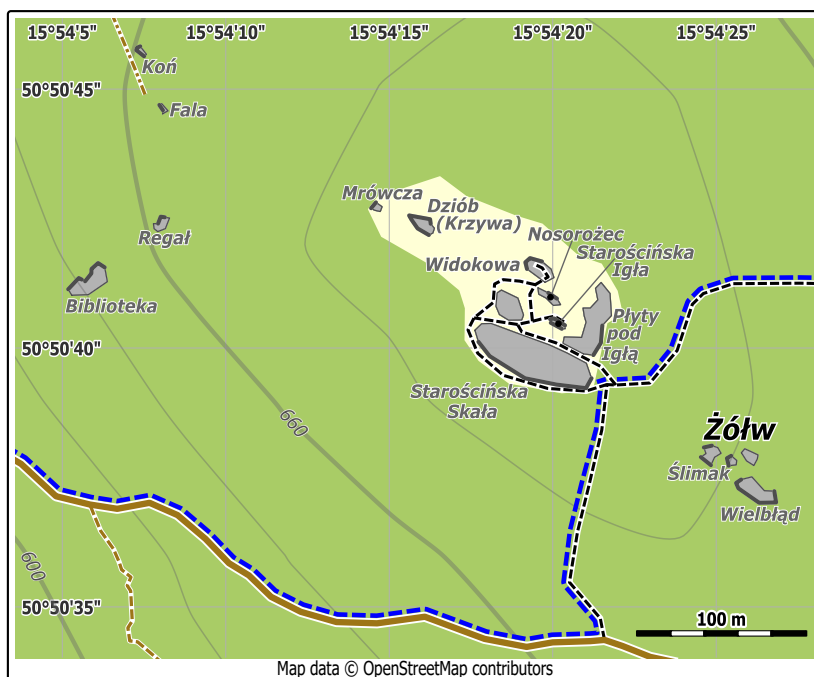 15°54'5"
15°54'10"
15°54'15"
15°54'20"
15°54'25"
Koń
50°50'45"
Fala
Mrówcza
Dziób
(Krzywa)
Nosorożec
Starościńska
Igła
Regał
Widokowa
Biblioteka
Płyty
pod
Igłą
50°50'40"
Starościńska
Skała
660
Żółw
Ślimak
Wielbłąd
600
50°50'35"
100 m
Map data © OpenStreetMap contributors